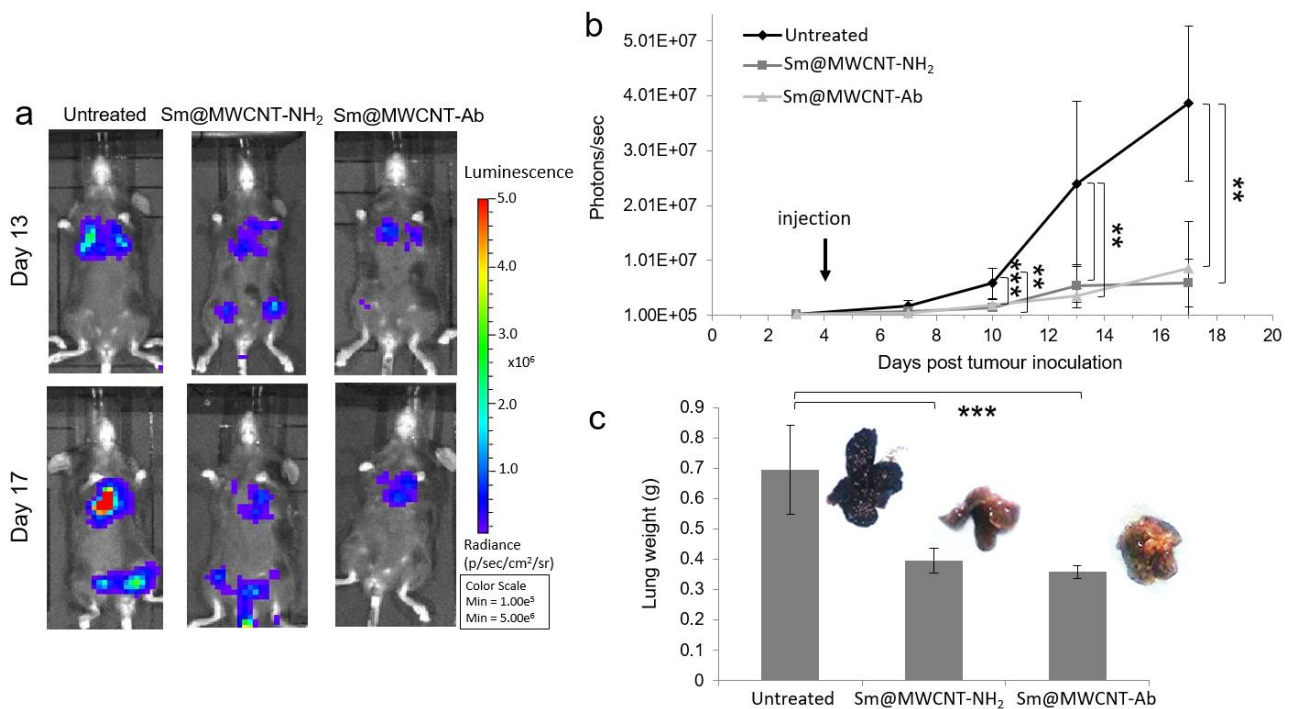 a
Untreated Sm@MWCNT-NH₂ Sm@MWCNT-Ab
Day 13
Day 17
Luminescence
5.0
4.0
3.0
x10⁶
2.0
1.0
Radiance
(p/sec/cm²/sr)
Color Scale
Min = 1.00e⁵
Min = 5.00e⁶
b
Untreated
Sm@MWCNT-NH₂
Sm@MWCNT-Ab
Photons/sec
5.01E+07
4.01E+07
3.01E+07
2.01E+07
1.01E+07
1.00E+05
injection
***
**
**
**
0 2 4 6 8 10 12 14 16 18 20
Days post tumour inoculation
c
Lung weight (g)
0.9
0.8
0.7
0.6
0.5
0.4
0.3
0.2
0.1
0
***
Untreated Sm@MWCNT-NH₂ Sm@MWCNT-Ab